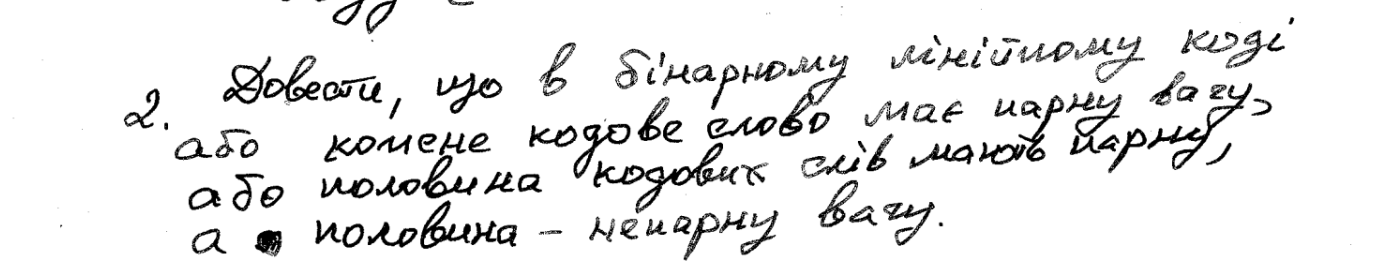 2. Довести, що в бінарному лінійному коді
або кожне кодове слово має парну вагу,
або половина кодових слів мають парну,
а половина – непарну вагу.